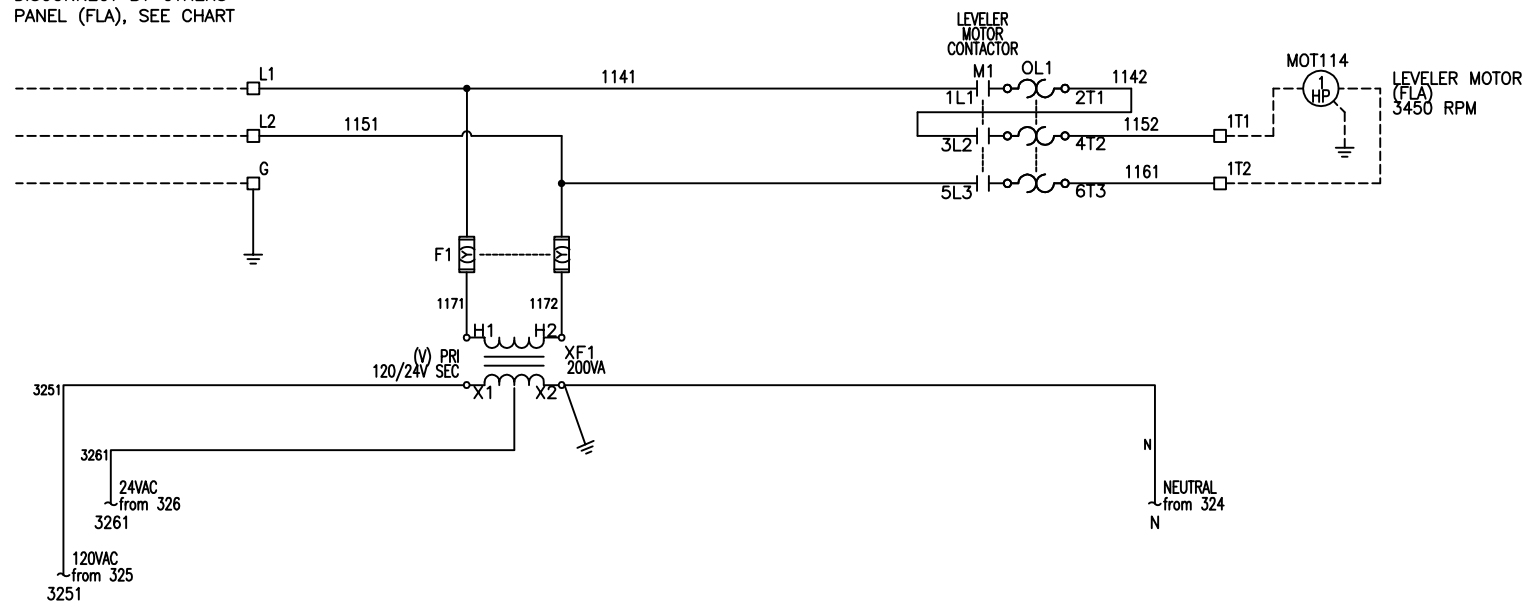 PANEL (FLA), SEE CHART
LEVELER
MOTOR
CONTACTOR
L1
1141
M1
OL1
1142
1L1
2T1
MOT114
1
HP
LEVELER MOTOR
(FLA)
3450 RPM
L2
1151
3L2
4T2
1152
1T1
G
5L3
6T3
1161
1T2
F1
1171
1172
H1
H2
(V) PRI
120/24V SEC
XF1
200VA
X1
X2
3251
3261
N
24VAC
from 326
3261
NEUTRAL
from 324
N
120VAC
from 325
3251